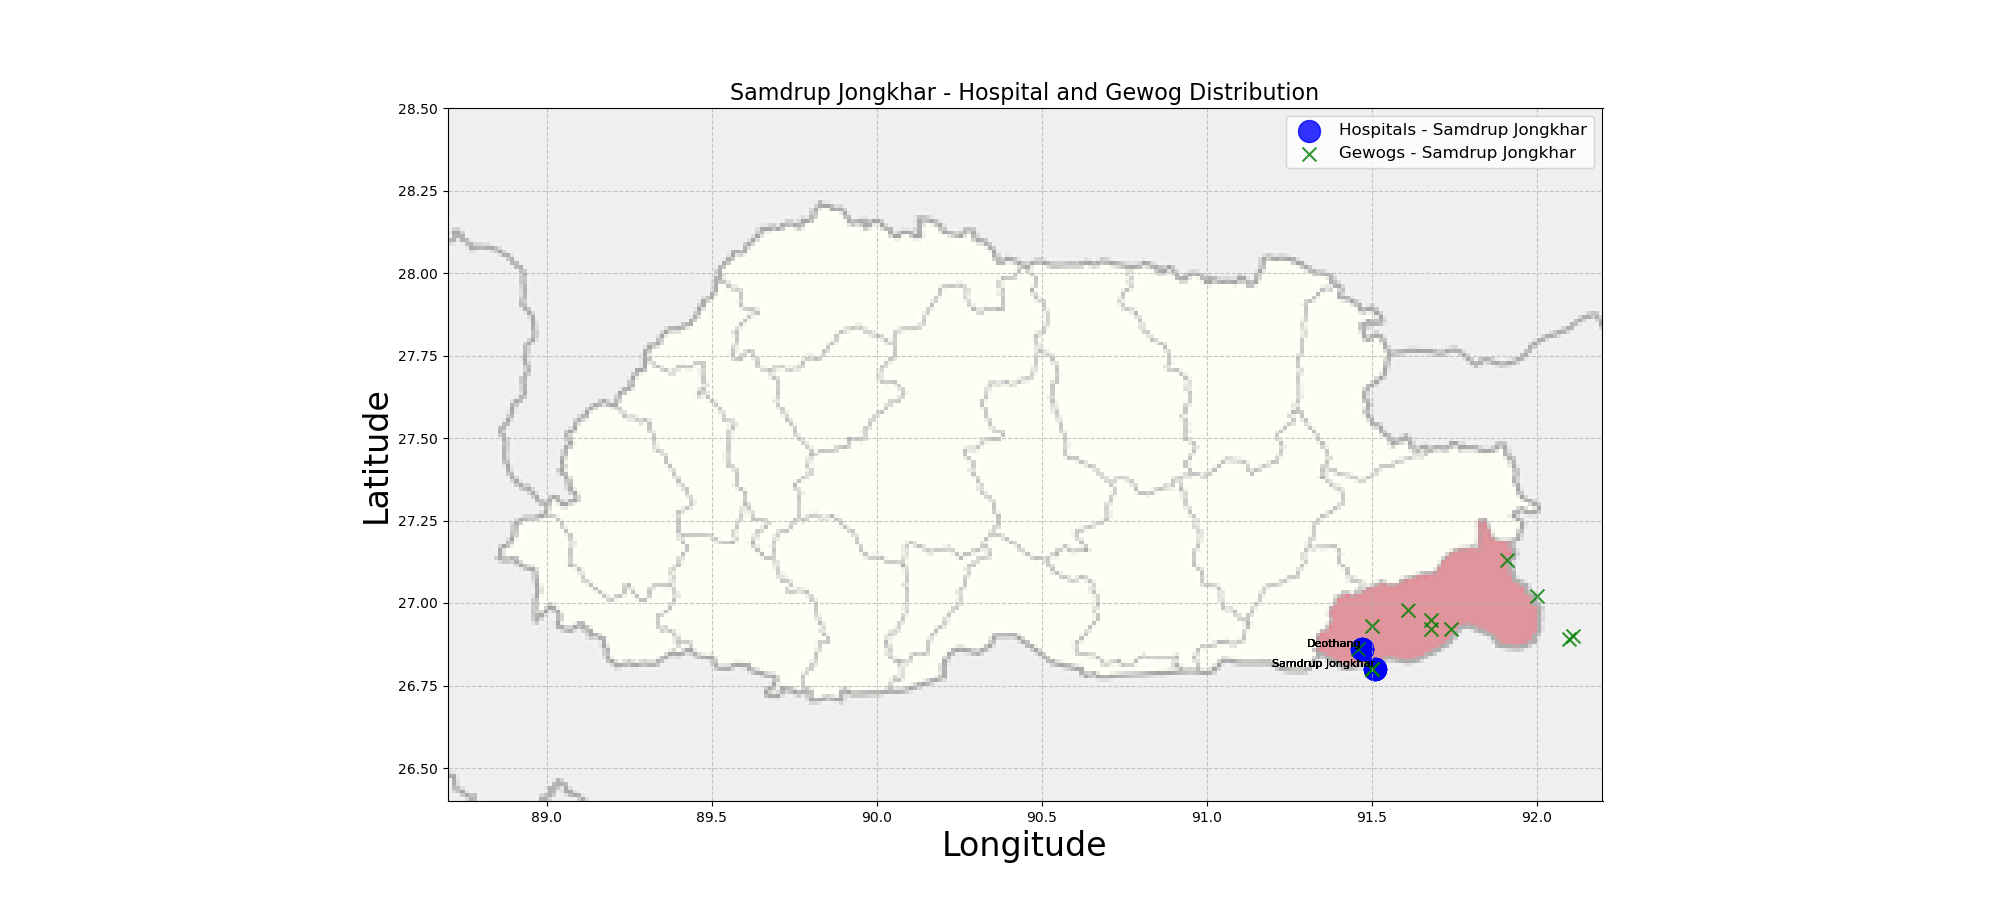 Samdrup Jongkhar - Hospital and Gewog Distribution
Hospitals - Samdrup Jongkhar
Gewogs - Samdrup Jongkhar
28.50
28.25
28.00
27.75
27.50
27.25
27.00
26.75
26.50
Latitude
Deothang
Samdrup Jongkhar
89.0
89.5
90.0
90.5
91.0
91.5
92.0
Longitude